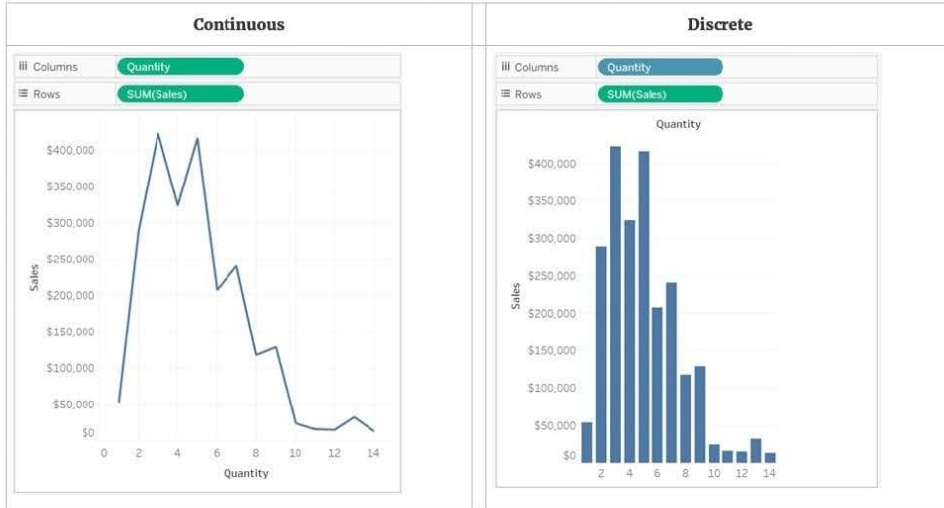 Continuous
Discrete
Columns
Quantity
Rows
SUM(Sales)
$400,000
$350,000
$300,000
$250,000
$200,000
$150,000
$100,000
$50,000
$0
Sales
0 2 4 6 8 10 12 14
Quantity
Columns
Quantity
Rows
SUM(Sales)
Quantity
$400,000
$350,000
$300,000
$250,000
$200,000
$150,000
$100,000
$50,000
$0
Sales
2 4 6 8 10 12 14